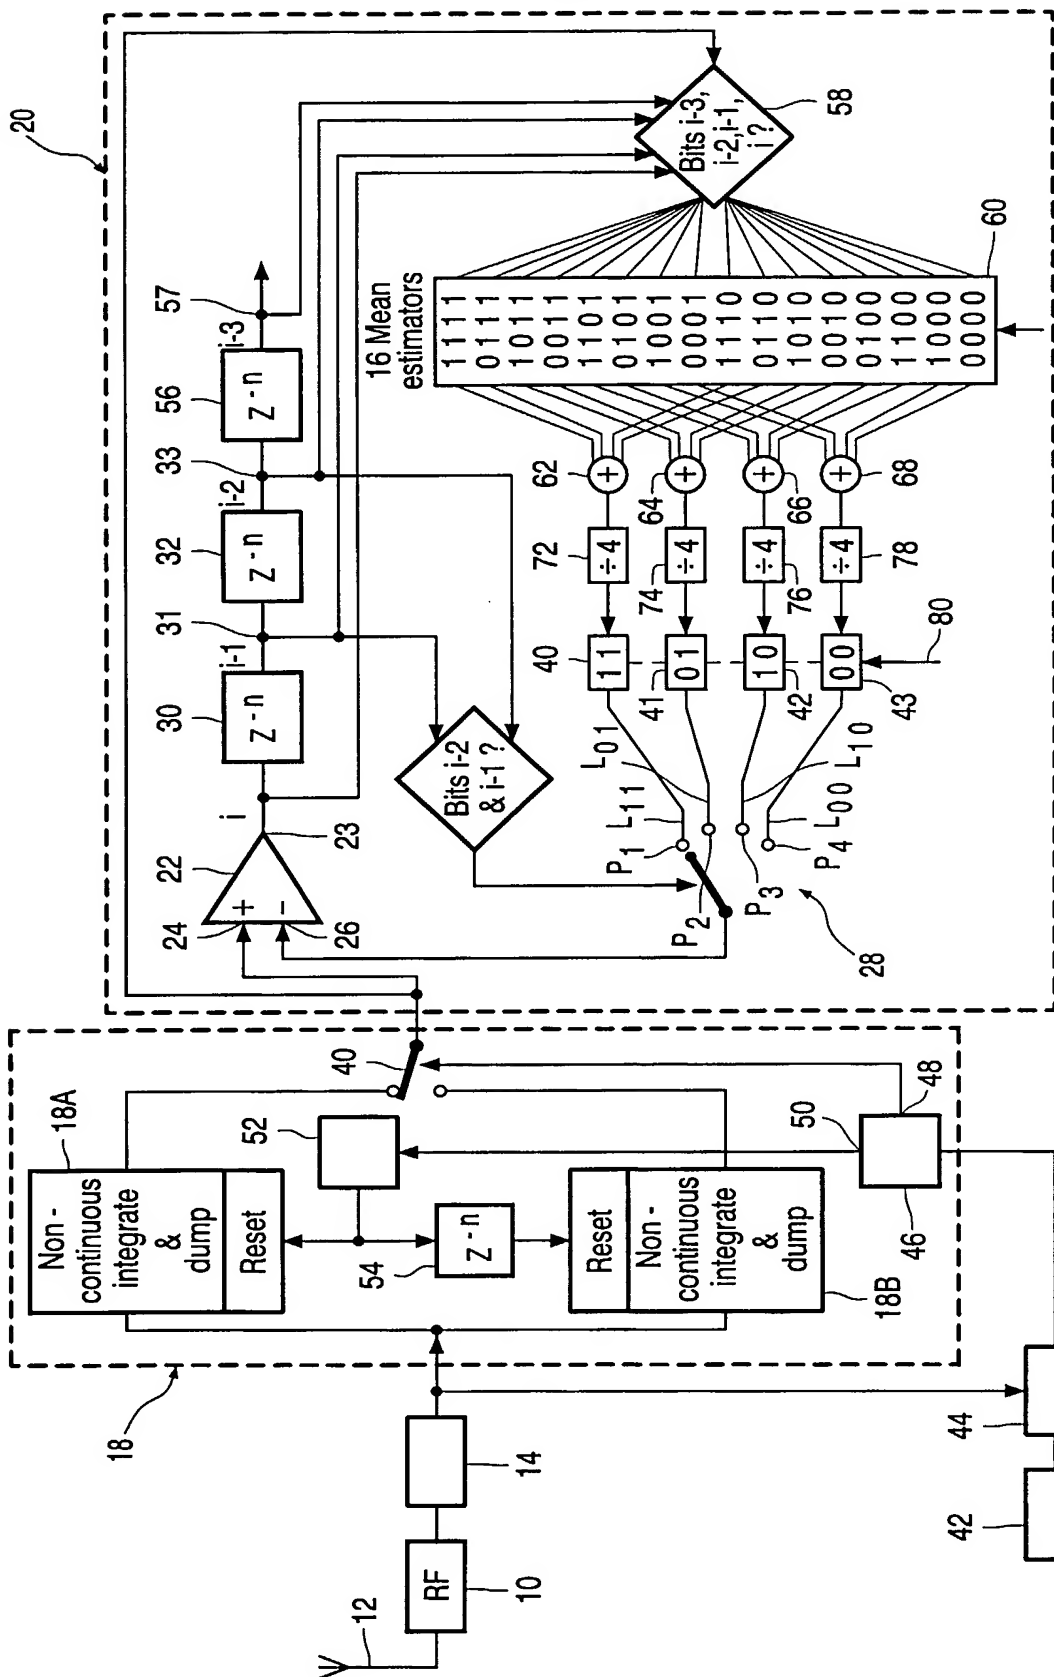 12
RF
10
14
18
18A
Non -
continuous
integrate
&
dump
Reset
52
40
54
Z-n
Reset
Non -
continuous
integrate
&
dump
18B
50
48
46
42
44
20
22
24
+
-
26
i
23
30
Z-n
i-1
31
32
Z-n
i-2
33
56
Z-n
i-3
57
Bits i-2
& i-1 ?
28
P1
P2
P3
P4
L11
L01
L10
L00
40
11
41
01
42
10
43
00
80
72
÷4
74
÷4
76
÷4
78
÷4
62
+
64
+
66
+
68
+
16 Mean
estimators
1111
0111
1011
0011
1101
0101
1001
0001
1110
0110
1010
0010
0100
1100
1000
0000
60
Bits i-3,
i-2,i-1,
i ?
58